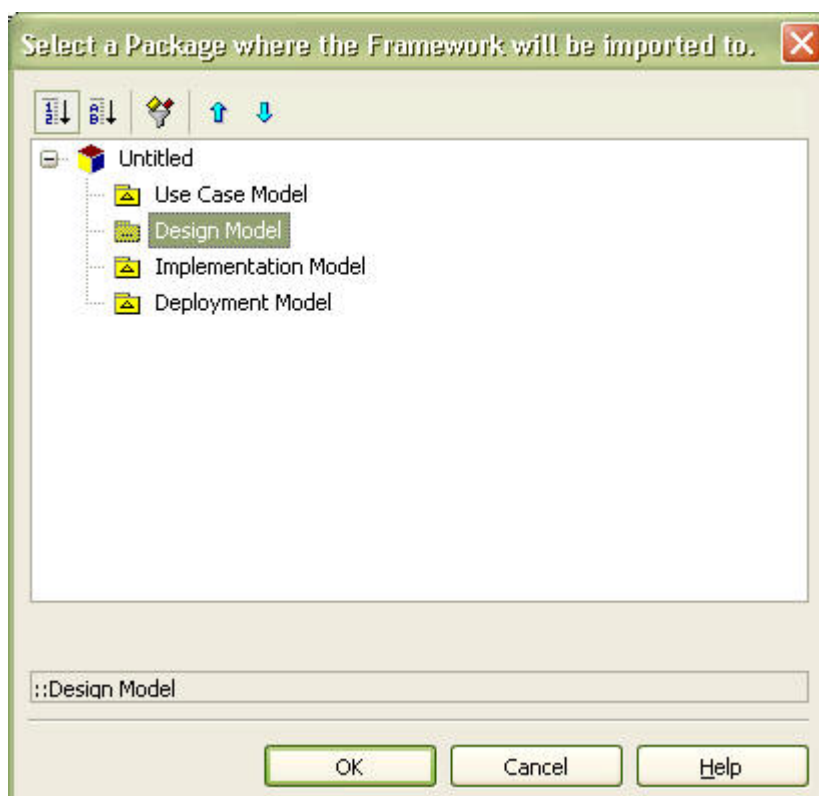 Select a Package where the Framework will be imported to.
Untitled
Use Case Model
Design Model
Implementation Model
Deployment Model
::Design Model
OK Cancel Help